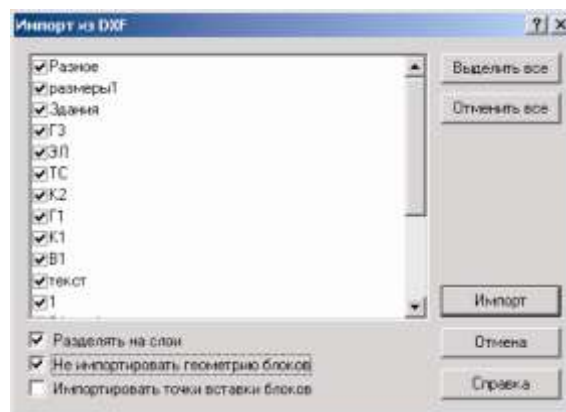 Импорт из DXF
Разное
размеры1
Здания
Г3
ЭЛ
ТС
К2
Г1
К1
В1
текст
1
Выделить все
Отменить все
Импорт
Отмена
Справка
Разделять на слои
Не импортировать геометрию блоков
Импортировать точки вставки блоков